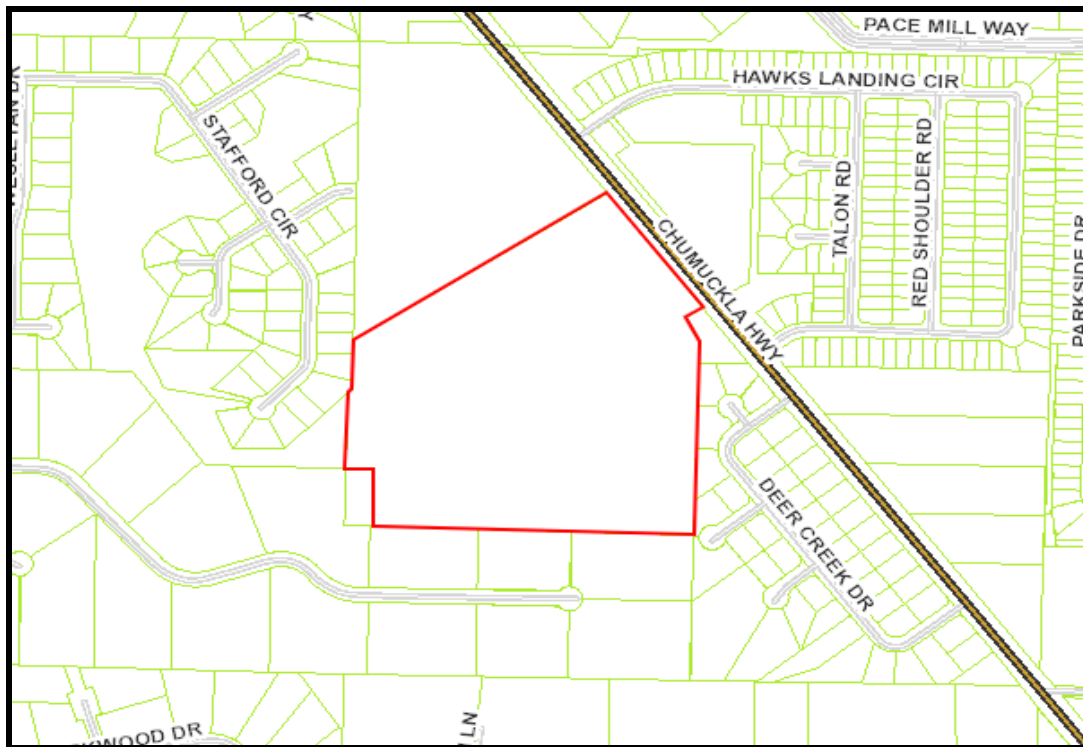 PACE MILL WAY
HAWKS LANDING CIR
STAFFORD CIR
TALON RD
RED SHOULDER RD
PARKSIDE DR
CHUMUCKLA HWY
DEER CREEK DR
LN